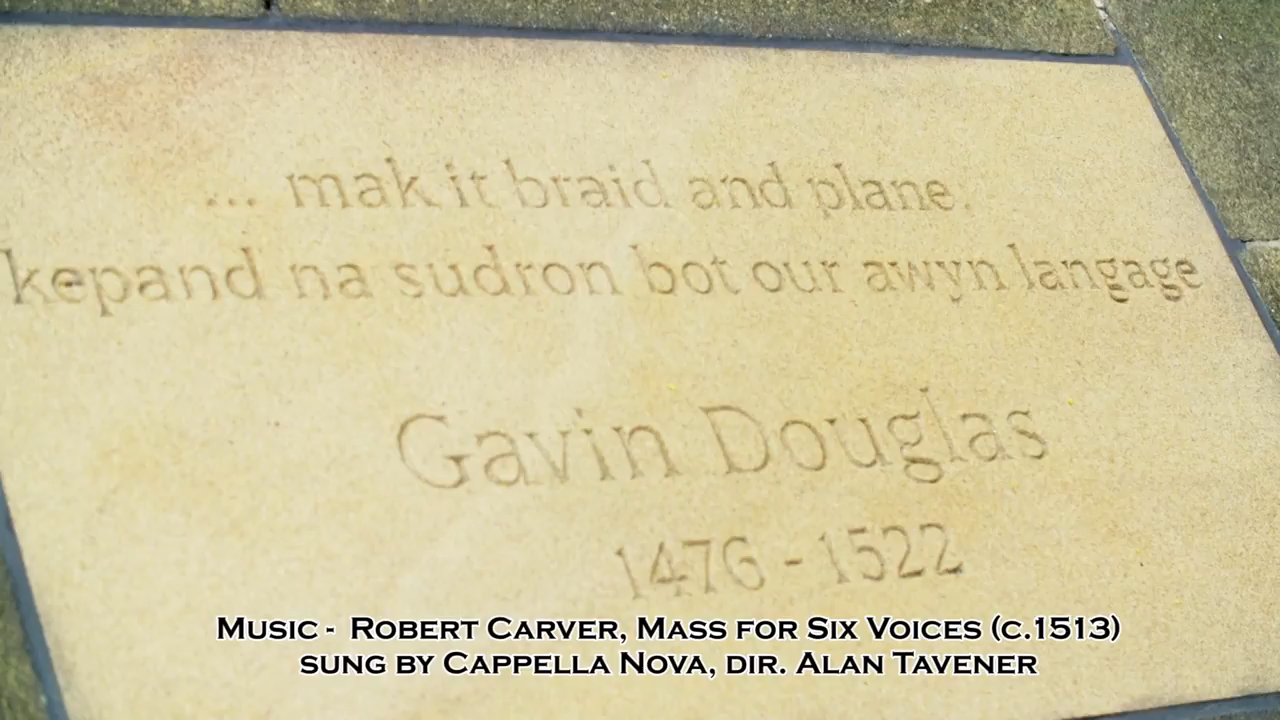 ... mak it braid and plane,
kepand na sudron bot our awyn langage
Gavin Douglas
1476 - 1522
Music - Robert Carver, Mass for Six Voices (c.1513)
sung by Cappella Nova, dir. Alan Tavener